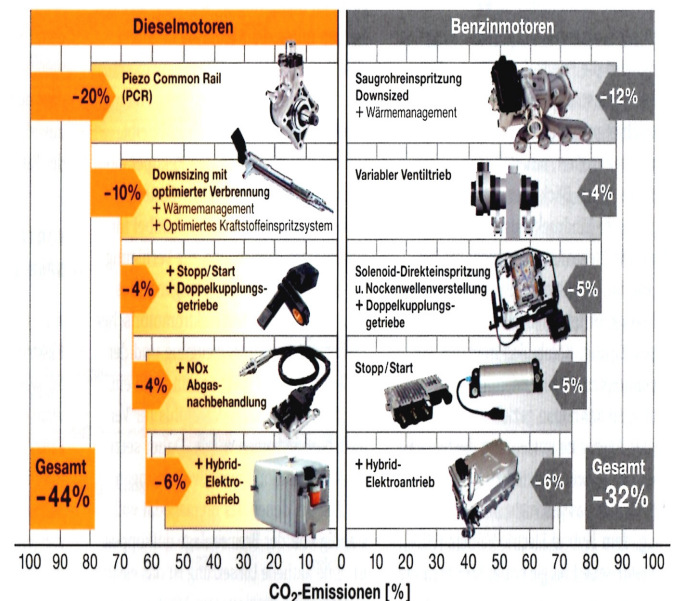 Dieselmotoren
-20%
Piezo Common Rail
(PCR)
-10%
Downsizing mit
optimierter Verbrennung
+ Wärmemanagement
+ Optimiertes Kraftstoffeinspritzsystem
-4%
+ Stopp/Start
+ Doppelkupplungs-
getriebe
-4%
+ NOx
Abgas-
nachbehandlung
Gesamt
-44%
-6%
+ Hybrid-
Elektro-
antrieb
Benzinmotoren
Saugrohreinspritzung
Downsized
+ Wärmemanagement
-12%
Variabler Ventiltrieb
-4%
Solenoid-Direkteinspritzung
u. Nockenwellenverstellung
+ Doppelkupplungs-
getriebe
-5%
Stopp/Start
-5%
+ Hybrid-
Elektroantrieb
-6%
Gesamt
-32%
100 90 80 70 60 50 40 30 20 10 0 10 20 30 40 50 60 70 80 90 100
CO₂-Emissionen [%]